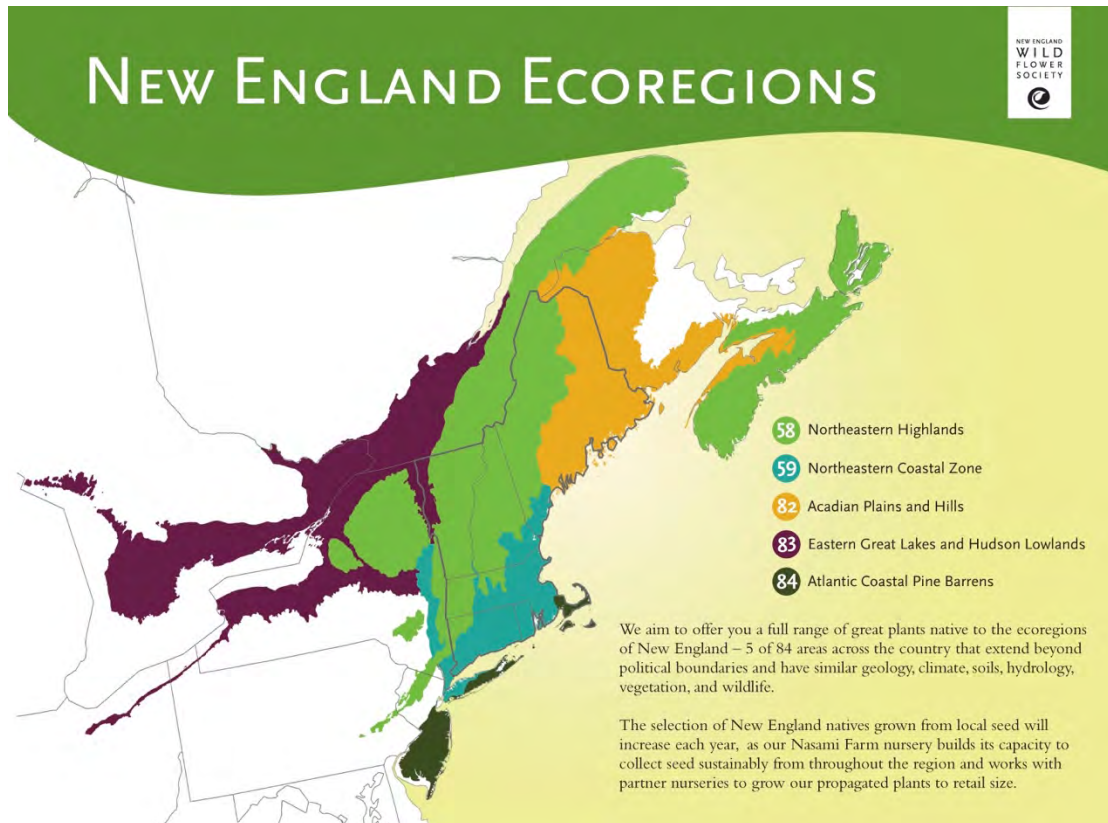 NEW ENGLAND ECOREGIONS
NEW ENGLAND
WILD
FLOWER
SOCIETY
58 Northeastern Highlands
59 Northeastern Coastal Zone
82 Acadian Plains and Hills
83 Eastern Great Lakes and Hudson Lowlands
84 Atlantic Coastal Pine Barrens
We aim to offer you a full range of great plants native to the ecoregions
of New England – 5 of 84 areas across the country that extend beyond
political boundaries and have similar geology, climate, soils, hydrology,
vegetation, and wildlife.
The selection of New England natives grown from local seed will
increase each year, as our Nasami Farm nursery builds its capacity to
collect seed sustainably from throughout the region and works with
partner nurseries to grow our propagated plants to retail size.